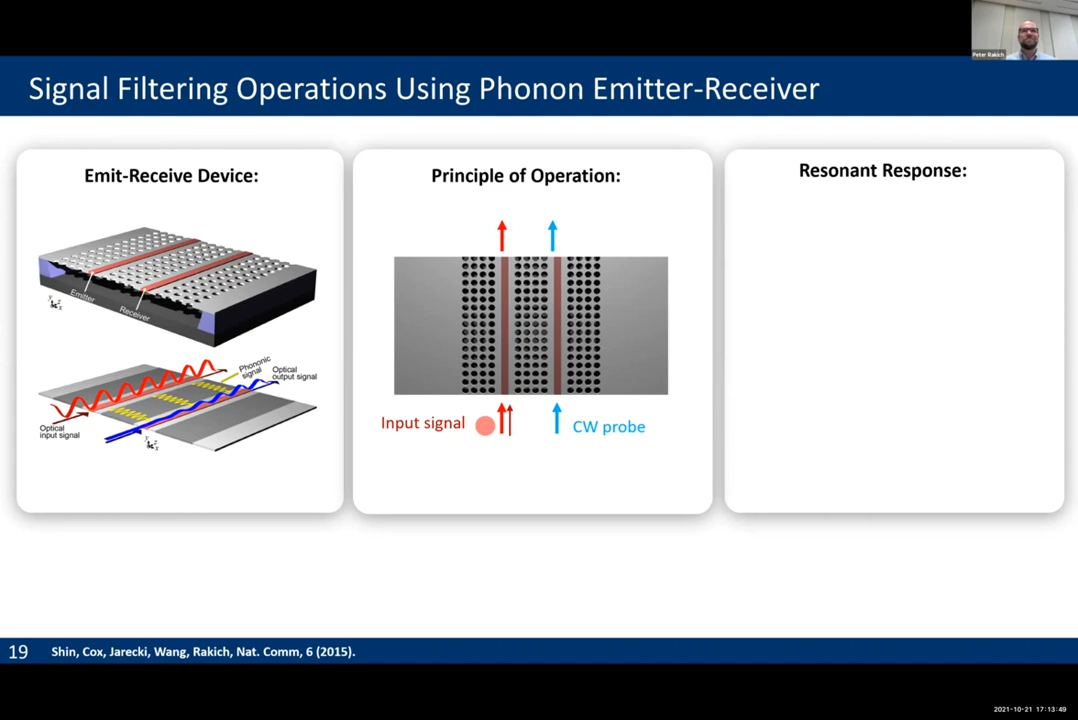 Peter Rakich
Signal Filtering Operations Using Phonon Emitter-Receiver
Emit-Receive Device:
Emitter
Receiver
y
z
x
Phononic
signal
Optical
output signal
Optical
input signal
y
z
x
Principle of Operation:
Input signal
CW probe
Resonant Response:
19
Shin, Cox, Jarecki, Wang, Rakich, Nat. Comm, 6 (2015).
2021-10-21 17:13:49